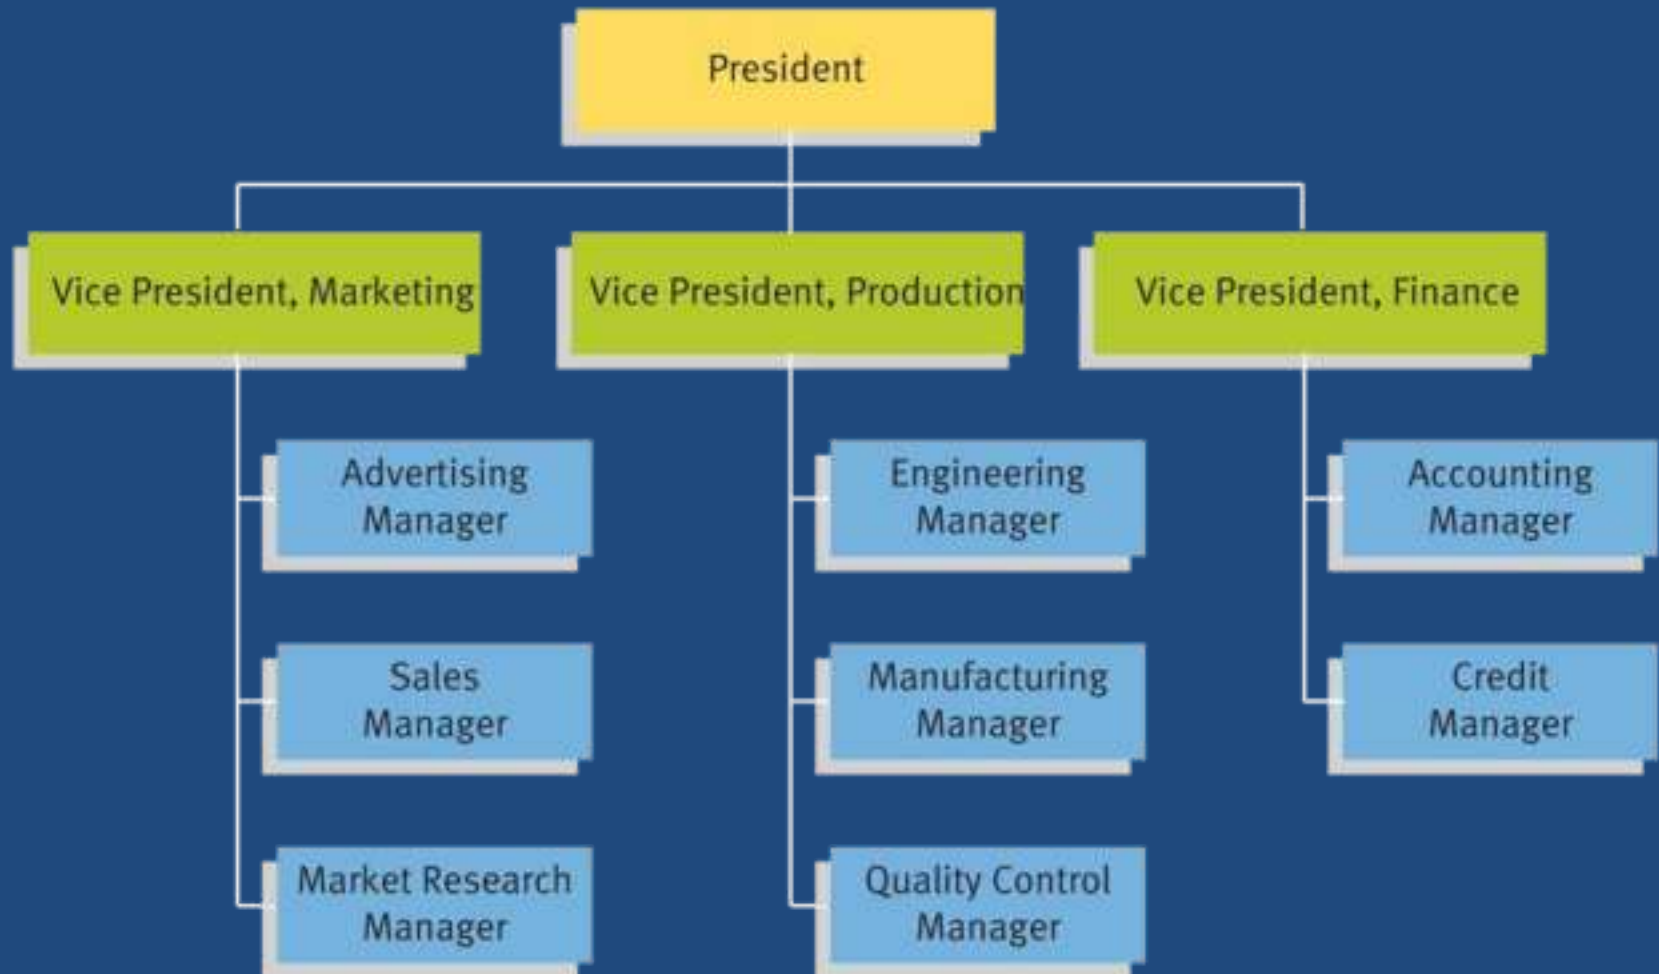 President
Vice President, Marketing
Vice President, Production
Vice President, Finance
Advertising
Manager
Engineering
Manager
Accounting
Manager
Sales
Manager
Manufacturing
Manager
Credit
Manager
Market Research
Manager
Quality Control
Manager